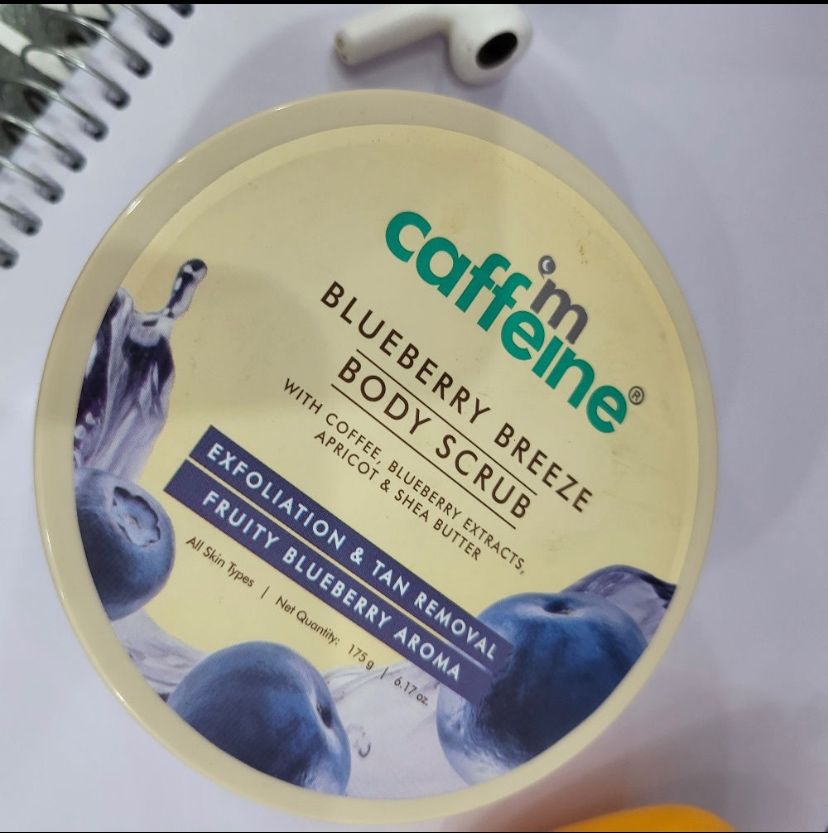 m
caffeine®
BLUEBERRY BREEZE
BODY SCRUB
WITH COFFEE, BLUEBERRY EXTRACTS,
APRICOT & SHEA BUTTER
EXFOLIATION & TAN REMOVAL
FRUITY BLUEBERRY AROMA
All Skin Types | Net Quantity: 175 g | 6.17 oz.